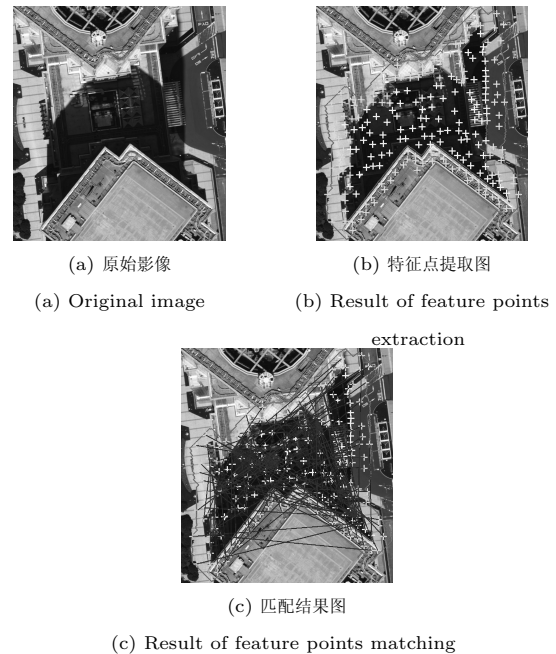 (a) 原始影像
(b) 特征点提取图
(a) Original image
(b) Result of feature points
extraction
(c) 匹配结果图
(c) Result of feature points matching